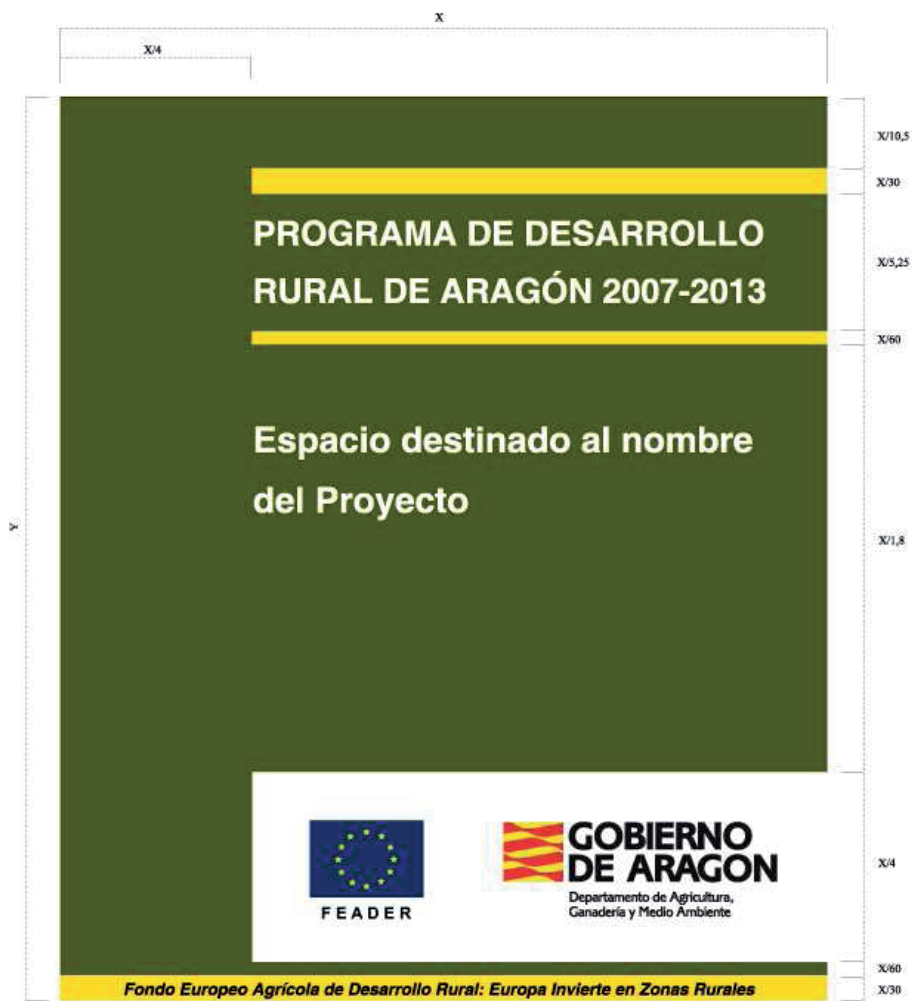 X
X/4
X/10,5
X/30
PROGRAMA DE DESARROLLO
RURAL DE ARAGÓN 2007-2013
X/5,25
X/60
Espacio destinado al nombre
del Proyecto
Y
X/1,8
FEADER
GOBIERNO
DE ARAGON
Departamento de Agricultura,
Ganadería y Medio Ambiente
X/4
X/60
Fondo Europeo Agrícola de Desarrollo Rural: Europa Invierte en Zonas Rurales
X/30